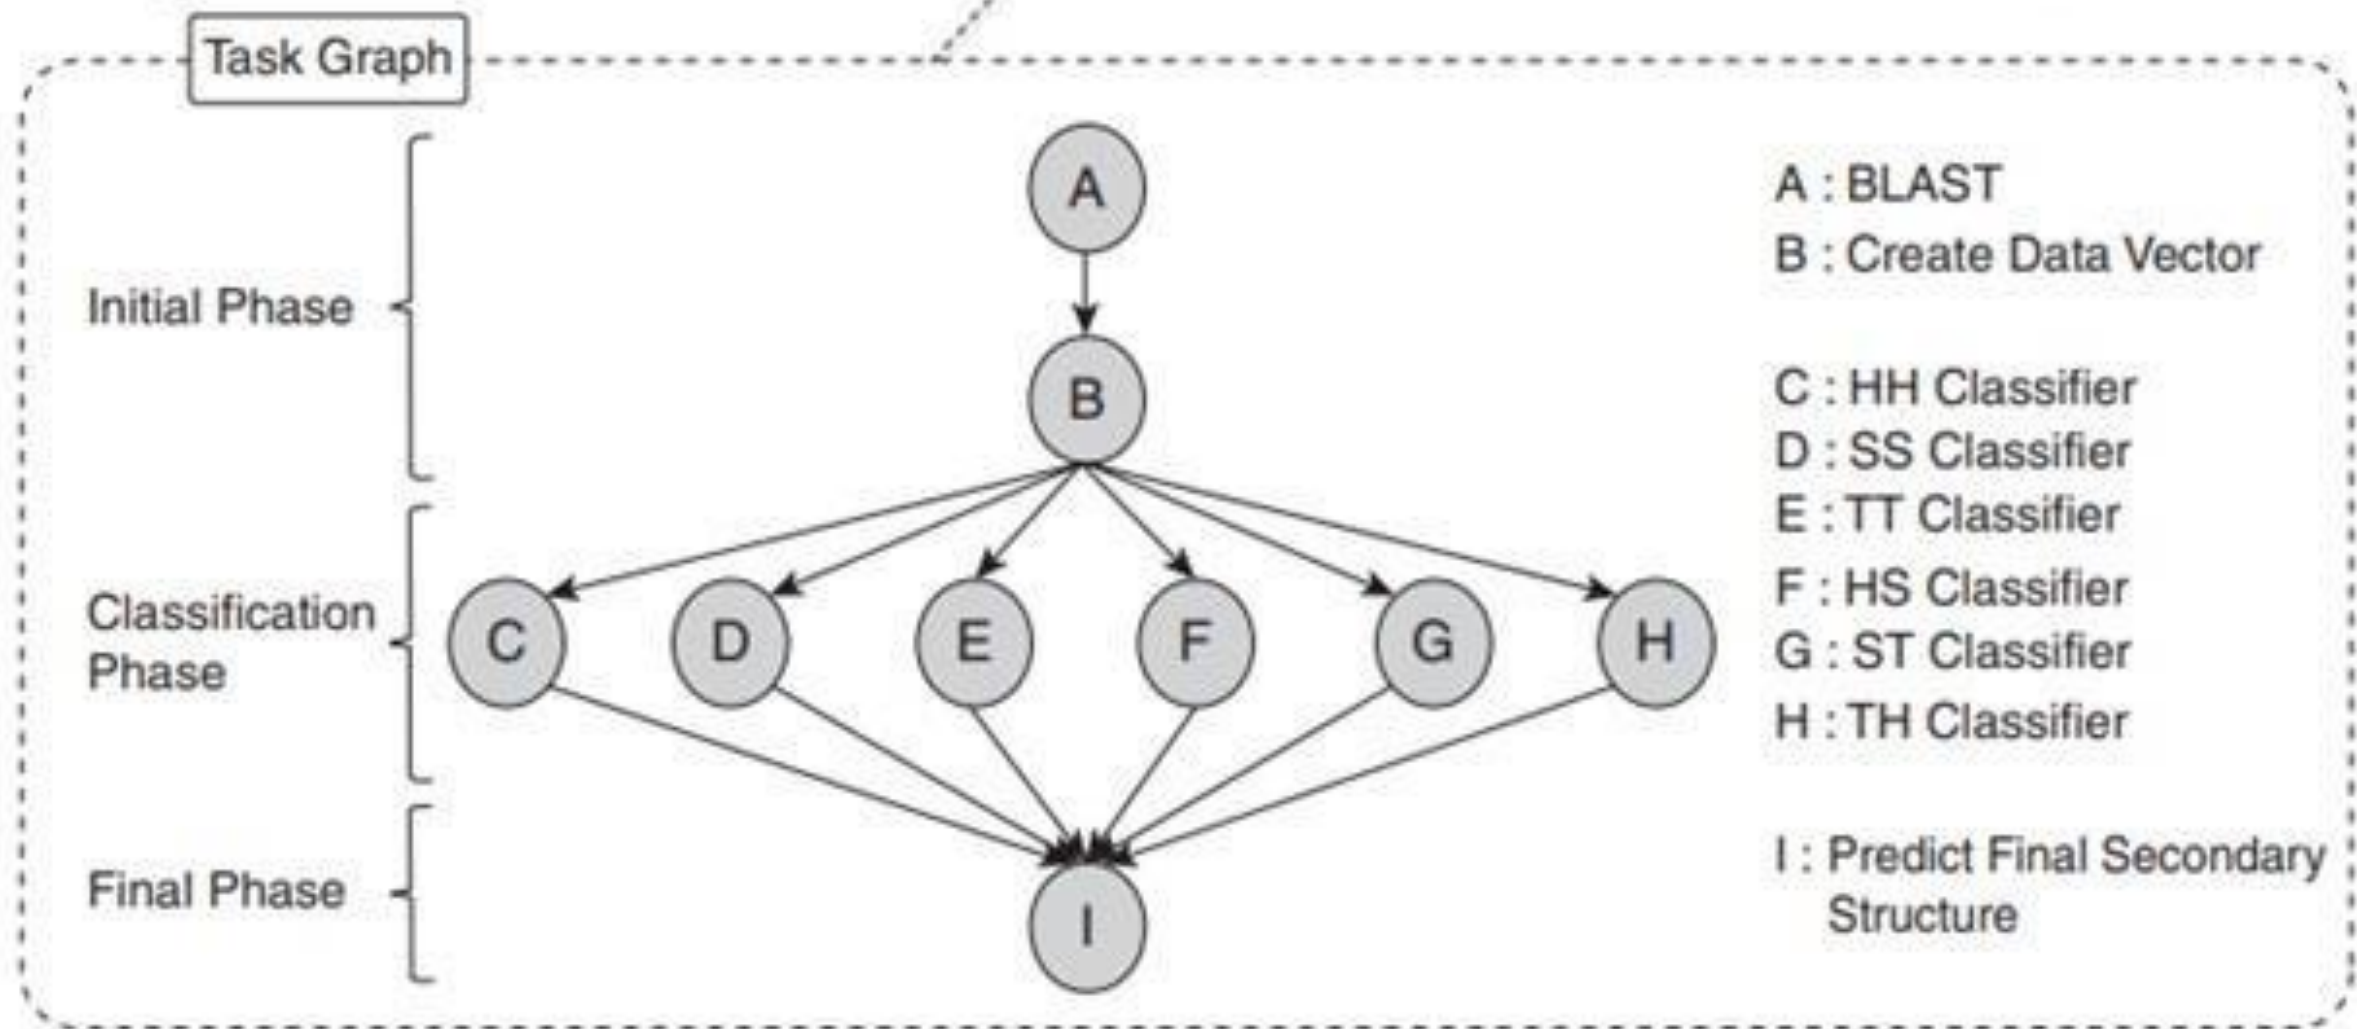 Task Graph
A
A : BLAST
B : Create Data Vector
Initial Phase
B
C : HH Classifier
D : SS Classifier
E : TT Classifier
F : HS Classifier
G : ST Classifier
H : TH Classifier
Classification
Phase
C D E F G H
Final Phase
I
I : Predict Final Secondary
Structure